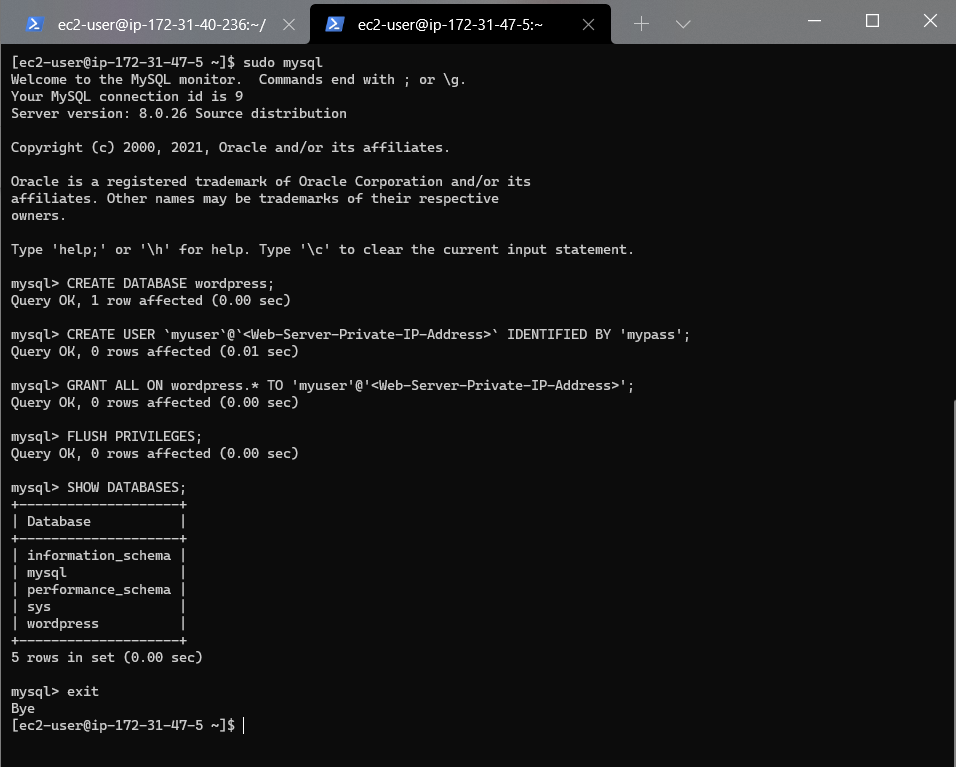 ec2-user@ip-172-31-40-236:~/
ec2-user@ip-172-31-47-5:~
[ec2-user@ip-172-31-47-5 ~]$ sudo mysql
Welcome to the MySQL monitor.  Commands end with ; or \g.
Your MySQL connection id is 9
Server version: 8.0.26 Source distribution
Copyright (c) 2000, 2021, Oracle and/or its affiliates.
Oracle is a registered trademark of Oracle Corporation and/or its
affiliates. Other names may be trademarks of their respective
owners.
Type 'help;' or '\h' for help. Type '\c' to clear the current input statement.
mysql> CREATE DATABASE wordpress;
Query OK, 1 row affected (0.00 sec)
mysql> CREATE USER `myuser`@`<Web-Server-Private-IP-Address>` IDENTIFIED BY 'mypass';
Query OK, 0 rows affected (0.01 sec)
mysql> GRANT ALL ON wordpress.* TO 'myuser'@'<Web-Server-Private-IP-Address>';
Query OK, 0 rows affected (0.00 sec)
mysql> FLUSH PRIVILEGES;
Query OK, 0 rows affected (0.00 sec)
mysql> SHOW DATABASES;
+--------------------+
| Database           |
+--------------------+
| information_schema |
| mysql              |
| performance_schema |
| sys                |
| wordpress          |
+--------------------+
5 rows in set (0.00 sec)
mysql> exit
Bye
[ec2-user@ip-172-31-47-5 ~]$